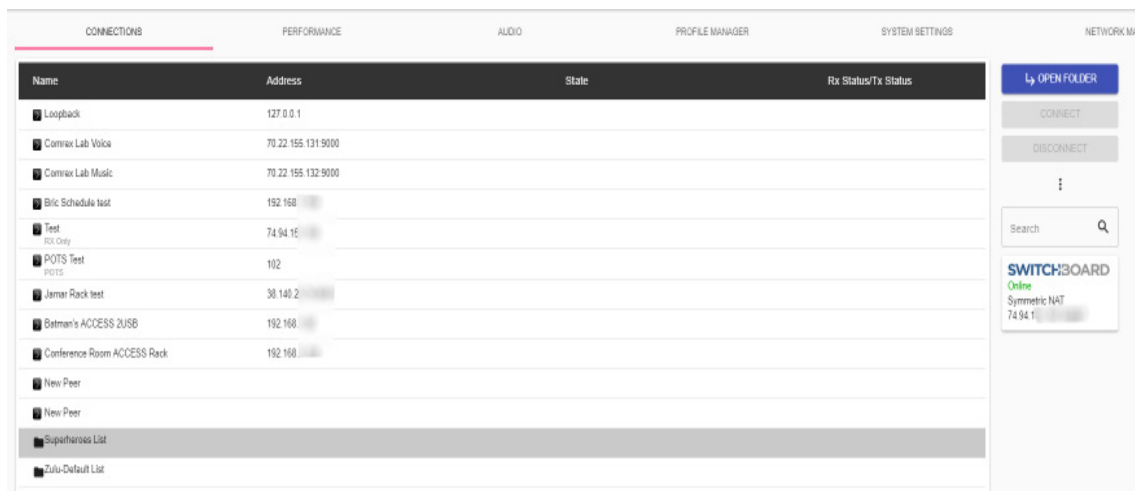 CONNECTIONS PERFORMANCE AUDIO PROFILE MANAGER SYSTEM SETTINGS NETWORK
Name Address State Rx Status/Tx Status
OPEN FOLDER
Loopback 127.0.0.1
CONNECT
Comrex Lab Voice 70.22.155.131:9000
DISCONNECT
Comrex Lab Music 70.22.155.132:9000
Bric Schedule test 192.168
Test 74.94.15
RX Only
Search
POTS Test 102
POTS
SWITCHBOARD
Online
Jamar Rack test 38.140.2
Symmetric NAT
74.94.1
Batman's ACCESS 2USB 192.168.
Conference Room ACCESS Rack 192.168.
New Peer
New Peer
Superheroes List
Zulu-Default List